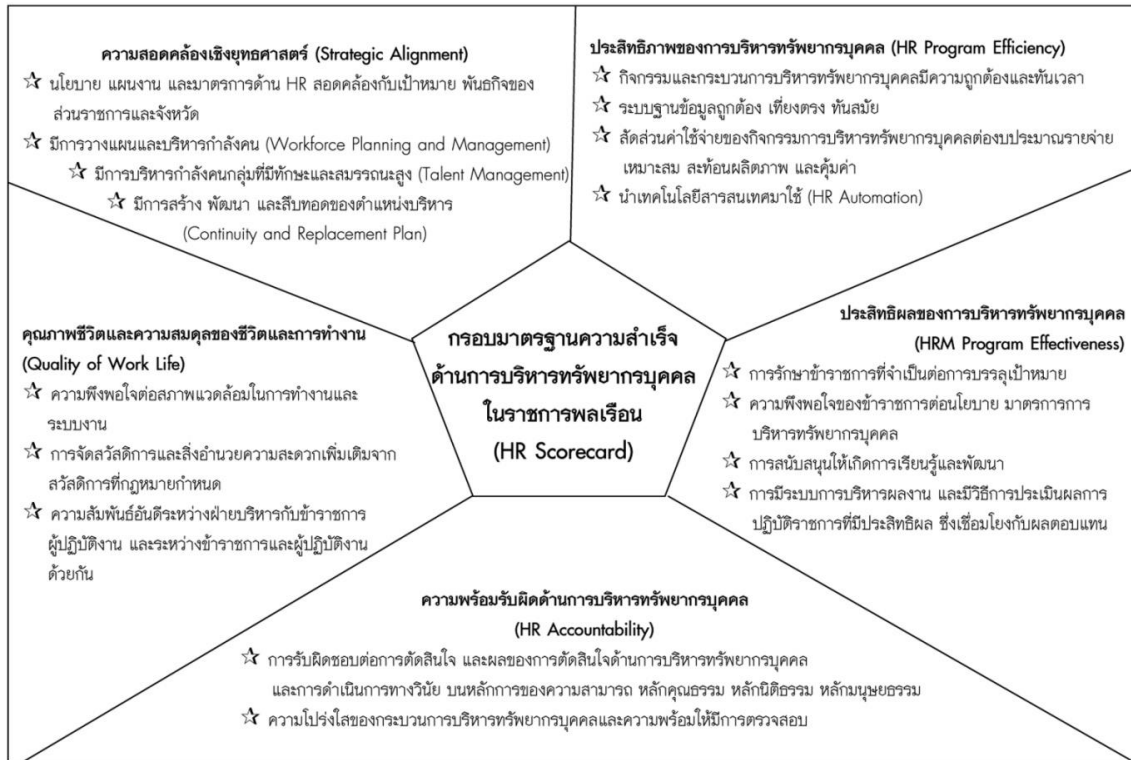 ความสอดคล้องเชิงยุทธศาสตร์ (Strategic Alignment)
☆ นโยบาย แผนงาน และมาตรการด้าน HR สอดคล้องกับเป้าหมาย พันธกิจของ
ส่วนราชการและจังหวัด
☆ มีการวางแผนและบริหารกำลังคน (Workforce Planning and Management)
☆ มีการบริหารกำลังคนกลุ่มที่มีทักษะและสมรรถนะสูง (Talent Management)
☆ มีการสร้าง พัฒนา และสืบทอดของตำแหน่งบริหาร
(Continuity and Replacement Plan)
ประสิทธิภาพของการบริหารทรัพยากรบุคคล (HR Program Efficiency)
☆ กิจกรรมและกระบวนการบริหารทรัพยากรบุคคลมีความถูกต้องและทันเวลา
☆ ระบบฐานข้อมูลถูกต้อง เที่ยงตรง ทันสมัย
☆ สัดส่วนค่าใช้จ่ายของกิจกรรมการบริหารทรัพยากรบุคคลต่องบประมาณรายจ่าย
เหมาะสม สะท้อนผลิตภาพ และคุ้มค่า
☆ นำเทคโนโลยีสารสนเทศมาใช้ (HR Automation)
กรอบมาตรฐานความสำเร็จ
ด้านการบริหารทรัพยากรบุคคล
ในราชการพลเรือน
(HR Scorecard)
คุณภาพชีวิตและความสมดุลของชีวิตและการทำงาน
(Quality of Work Life)
☆ ความพึงพอใจต่อสภาพแวดล้อมในการทำงานและ
ระบบงาน
☆ การจัดสวัสดิการและสิ่งอำนวยความสะดวกเพิ่มเติมจาก
สวัสดิการที่กฎหมายกำหนด
☆ ความสัมพันธ์อันดีระหว่างฝ่ายบริหารกับข้าราชการ
ผู้ปฏิบัติงาน และระหว่างข้าราชการและผู้ปฏิบัติงาน
ด้วยกัน
ประสิทธิผลของการบริหารทรัพยากรบุคคล
(HRM Program Effectiveness)
☆ การรักษาข้าราชการที่จำเป็นต่อการบรรลุเป้าหมาย
☆ ความพึงพอใจของข้าราชการต่อนโยบาย มาตรการการ
บริหารทรัพยากรบุคคล
☆ การสนับสนุนให้เกิดการเรียนรู้และพัฒนา
☆ การมีระบบการบริหารผลงาน และมีวิธีการประเมินผลการ
ปฏิบัติราชการที่มีประสิทธิผล ซึ่งเชื่อมโยงกับผลตอบแทน
ความพร้อมรับผิดด้านการบริหารทรัพยากรบุคคล
(HR Accountability)
☆ การรับผิดชอบต่อการตัดสินใจ และผลของการตัดสินใจด้านการบริหารทรัพยากรบุคคล
และการดำเนินการทางวินัย บนหลักการของความสามารถ หลักคุณธรรม หลักนิติธรรม หลักมนุษยธรรม
☆ ความโปร่งใสของกระบวนการบริหารทรัพยากรบุคคลและความพร้อมให้มีการตรวจสอบ